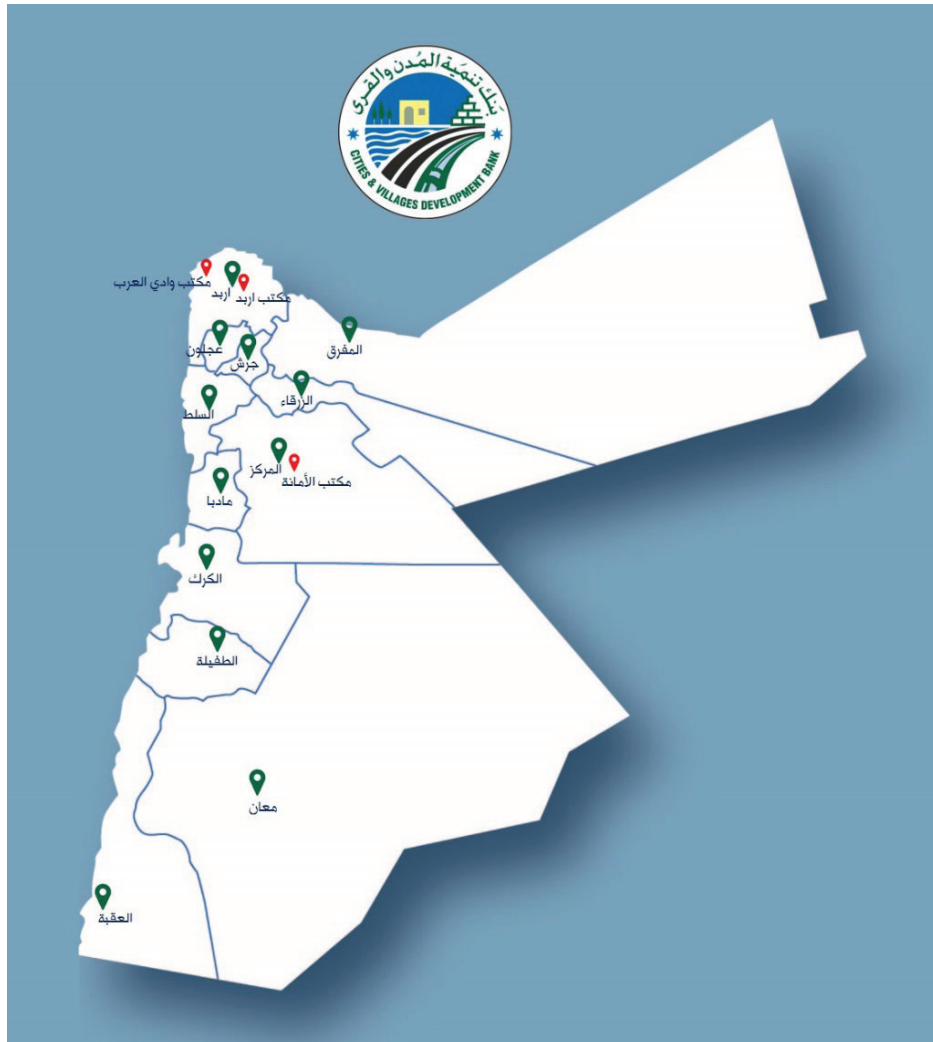 بنك تنمية المدن والقرى
CITIES & VILLAGES DEVELOPMENT BANK
مكتب وادي العرب
اربد
مكتب اربد
المفرق
عجلون
جرش
الزرقاء
السلط
المركز
مكتب الأمانة
مادبا
الكرك
الطفيلة
معان
العقبة